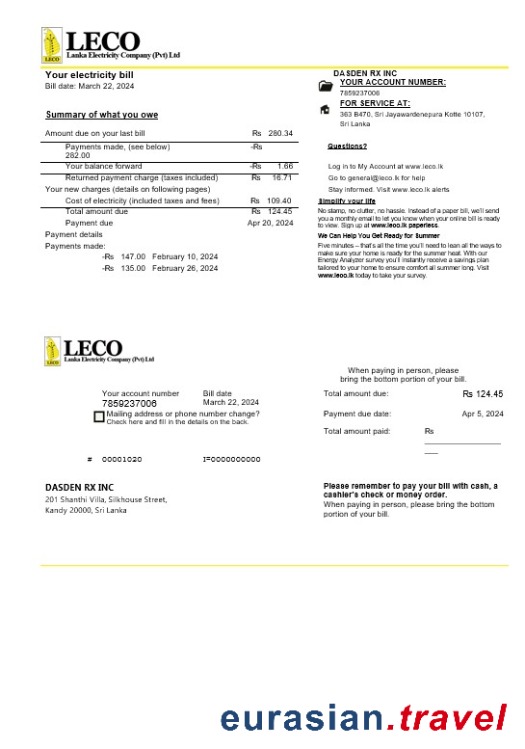 LECO
LECO
Lanka Electricity Company (Pvt) Ltd
Your electricity bill
Bill date: March 22, 2024
Summary of what you owe
Amount due on your last bill Rs 280.34
Payments made, (see below) -Rs
282.00
Your balance forward -Rs 1.66
Returned payment charge (taxes included) Rs 16.71
Your new charges (details on following pages)
Cost of electricity (included taxes and fees) Rs 109.40
Total amount due Rs 124.45
Payment due Apr 20, 2024
Payment details
Payments made:
-Rs 147.00 February 10, 2024
-Rs 135.00 February 26, 2024
DASDEN RX INC
YOUR ACCOUNT NUMBER:
7859237006
FOR SERVICE AT:
363 B470, Sri Jayawardenepura Kotte 10107,
Sri Lanka
Questions?
Log in to My Account at www.leco.lk
Go to general@leco.lk for help
Stay informed. Visit www.leco.lk alerts
Simplify your life
No stamp, no clutter, no hassle. Instead of a paper bill, we'll send
you a monthly email to let you know when your online bill is ready
to view. Sign up at www.leco.lk paperless.
We Can Help You Get Ready for Summer
Five minutes – that's all the time you'll need to lean all the ways to
make sure your home is ready for the summer heat. With our
Energy Analyzer survey you'll instantly receive a savings plan
tailored to your home to ensure comfort all summer long. Visit
www.leco.lk today to take your survey.
LECO
LECO
Lanka Electricity Company (Pvt) Ltd
Your account number Bill date
7859237006 March 22, 2024
Mailing address or phone number change?
Check here and fill in the details on the back.
# 00001020 I=0000000000
DASDEN RX INC
201 Shanthi Villa, Silkhouse Street,
Kandy 20000, Sri Lanka
When paying in person, please
bring the bottom portion of your bill.
Total amount due: Rs 124.45
Payment due date: Apr 5, 2024
Total amount paid: Rs
Please remember to pay your bill with cash, a
cashier's check or money order.
When paying in person, please bring the bottom
portion of your bill.
eurasian.travel